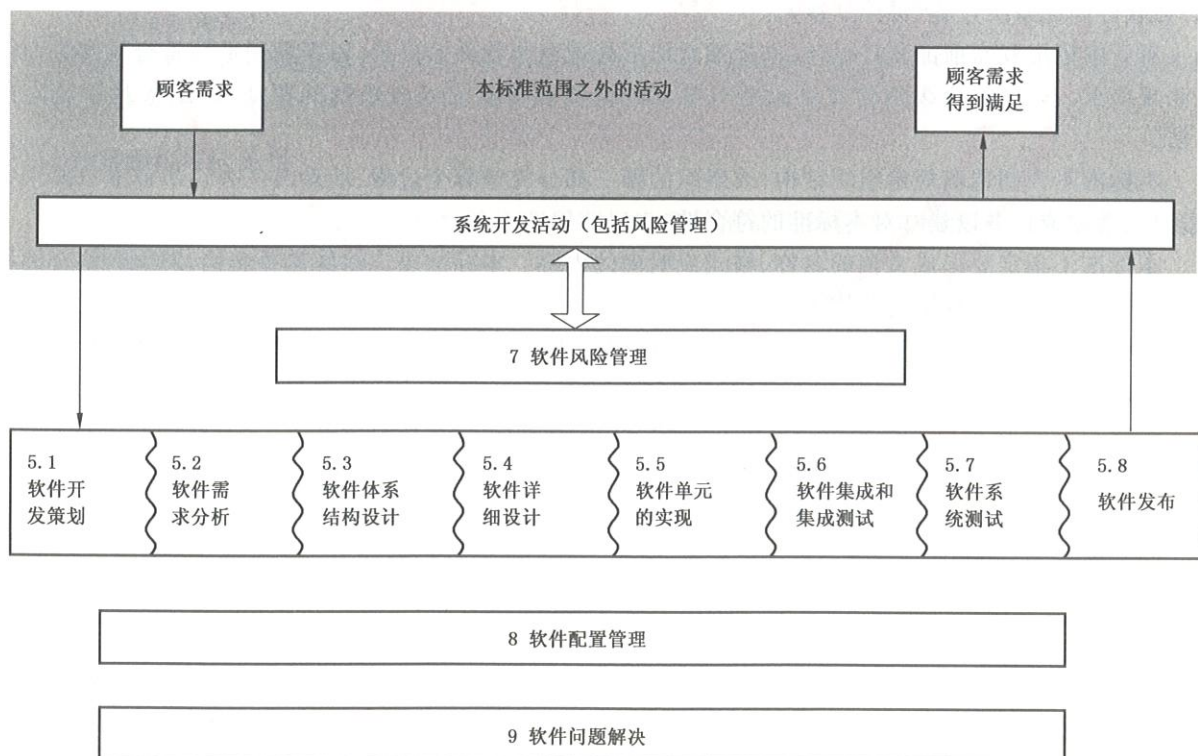 顾客需求
本标准范围之外的活动
顾客需求
得到满足
系统开发活动（包括风险管理）
7 软件风险管理
5.1
软件开
发策划
5.2
软件需
求分析
5.3
软件体系
结构设计
5.4
软件详
细设计
5.5
软件单元
的实现
5.6
软件集成和
集成测试
5.7
软件系
统测试
5.8
软件发布
8 软件配置管理
9 软件问题解决